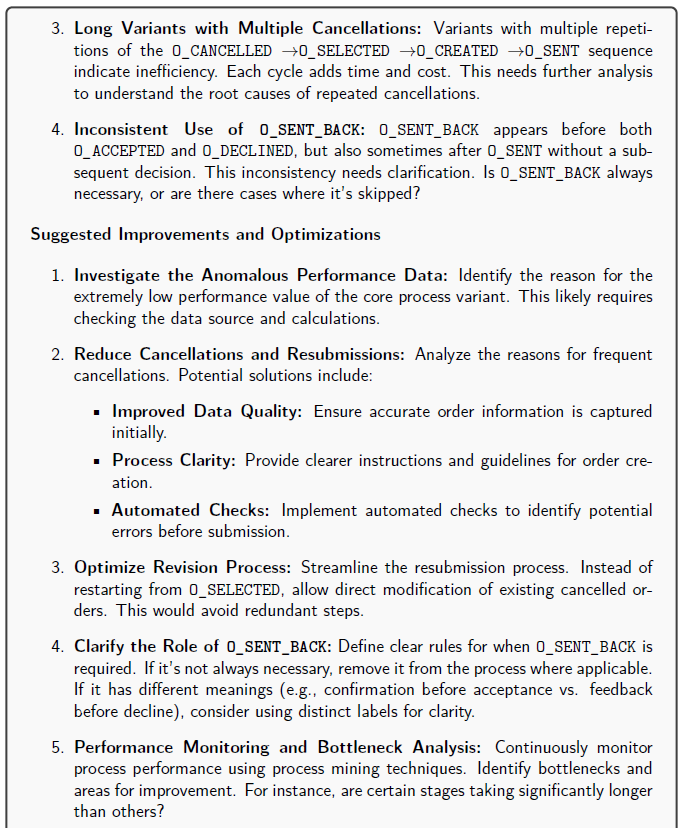 3. Long Variants with Multiple Cancellations: Variants with multiple repeti-
tions of the O_CANCELLED →O_SELECTED →O_CREATED →O_SENT sequence
indicate inefficiency. Each cycle adds time and cost. This needs further analysis
to understand the root causes of repeated cancellations.
4. Inconsistent Use of O_SENT_BACK: O_SENT_BACK appears before both
O_ACCEPTED and O_DECLINED, but also sometimes after O_SENT without a sub-
sequent decision. This inconsistency needs clarification. Is O_SENT_BACK always
necessary, or are there cases where it's skipped?
Suggested Improvements and Optimizations
1. Investigate the Anomalous Performance Data: Identify the reason for the
extremely low performance value of the core process variant. This likely requires
checking the data source and calculations.
2. Reduce Cancellations and Resubmissions: Analyze the reasons for frequent
cancellations. Potential solutions include:
▪ Improved Data Quality: Ensure accurate order information is captured
initially.
▪ Process Clarity: Provide clearer instructions and guidelines for order cre-
ation.
▪ Automated Checks: Implement automated checks to identify potential
errors before submission.
3. Optimize Revision Process: Streamline the resubmission process. Instead of
restarting from O_SELECTED, allow direct modification of existing cancelled or-
ders. This would avoid redundant steps.
4. Clarify the Role of O_SENT_BACK: Define clear rules for when O_SENT_BACK is
required. If it's not always necessary, remove it from the process where applicable.
If it has different meanings (e.g., confirmation before acceptance vs. feedback
before decline), consider using distinct labels for clarity.
5. Performance Monitoring and Bottleneck Analysis: Continuously monitor
process performance using process mining techniques. Identify bottlenecks and
areas for improvement. For instance, are certain stages taking significantly longer
than others?